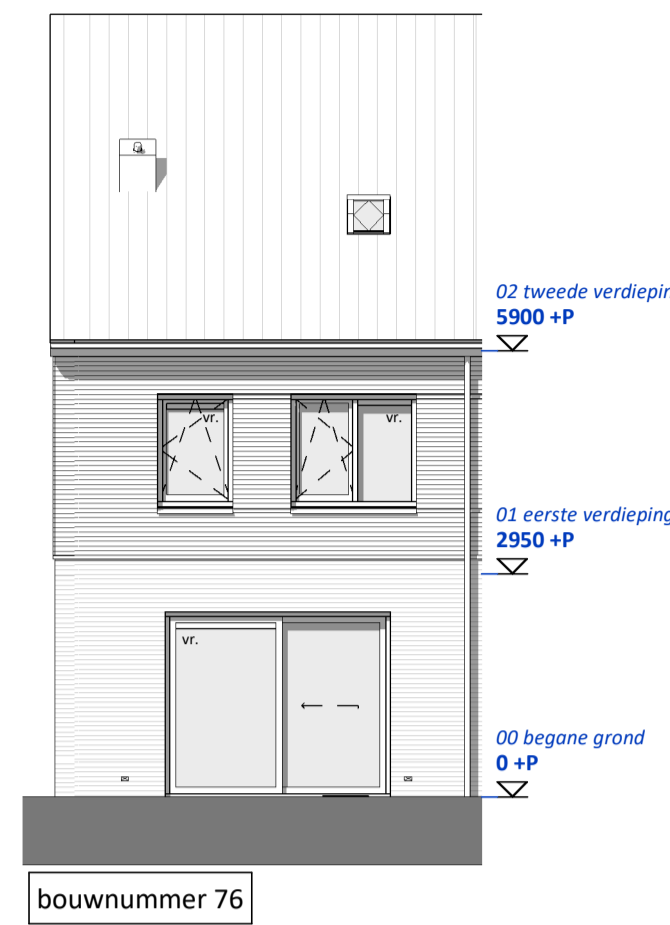 02 tweede verdiepin
5900 +P
vr.
vr.
01 eerste verdieping
2950 +P
vr.
00 begane grond
0 +P
bouwnummer 76